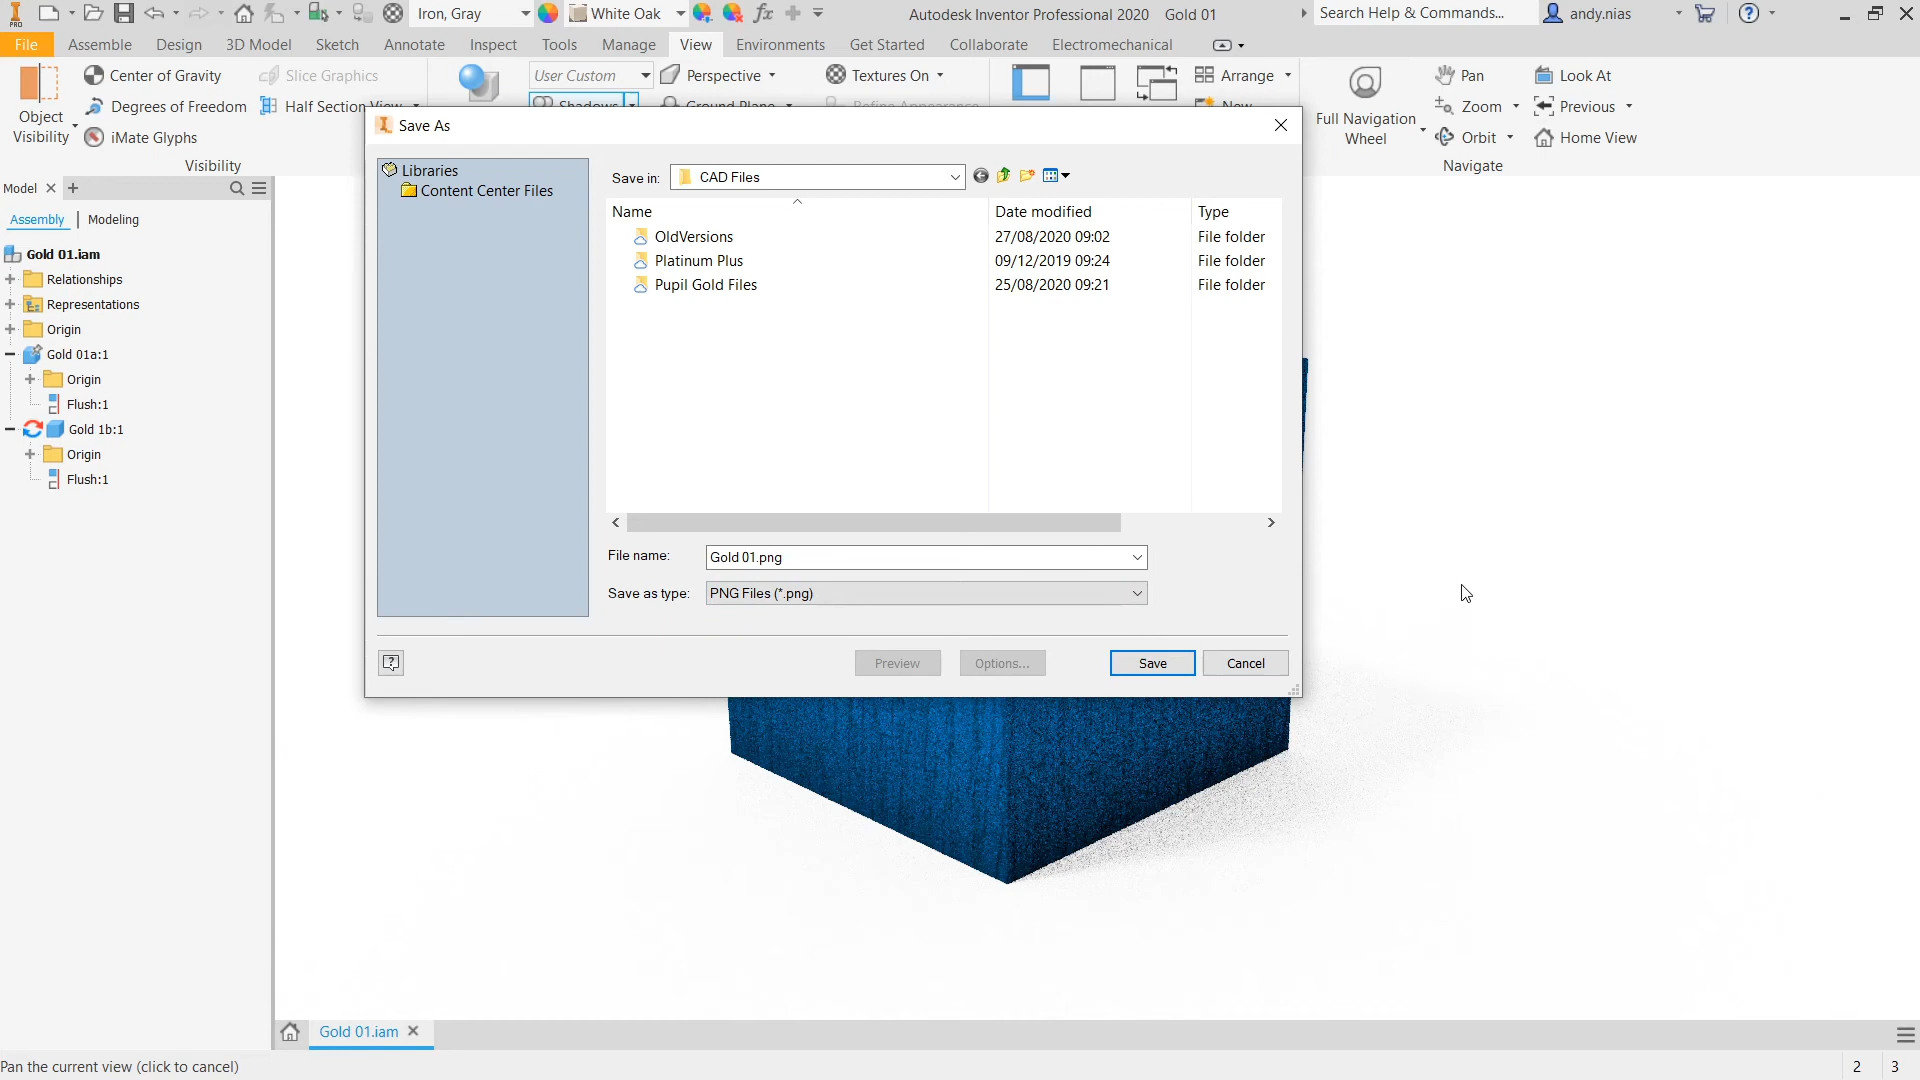 Iron, Gray
White Oak
fx
Autodesk Inventor Professional 2020 Gold 01
Search Help & Commands...
andy.nias
PRO
File Assemble Design 3D Model Sketch Annotate Inspect Tools Manage View Environments Get Started Collaborate Electromechanical
Object Visibility
Center of Gravity
Degrees of Freedom
iMate Glyphs
Slice Graphics
Half Section View
Visibility
User Custom
Shadows
Perspective
Ground Plane
Textures On
Refine Appearance
Arrange
New
Full Navigation Wheel
Pan
Zoom
Orbit
Look At
Previous
Home View
Navigate
Model
Assembly | Modeling
Gold 01.iam
Relationships
Representations
Origin
Gold 01a:1
Origin
Flush:1
Gold 1b:1
Origin
Flush:1
Save As
Libraries
Content Center Files
Save in: CAD Files
Name Date modified Type
OldVersions 27/08/2020 09:02 File folder
Platinum Plus 09/12/2019 09:24 File folder
Pupil Gold Files 25/08/2020 09:21 File folder
File name: Gold 01.png
Save as type: PNG Files (*.png)
Preview Options... Save Cancel
Gold 01.iam
Pan the current view (click to cancel)
2 3